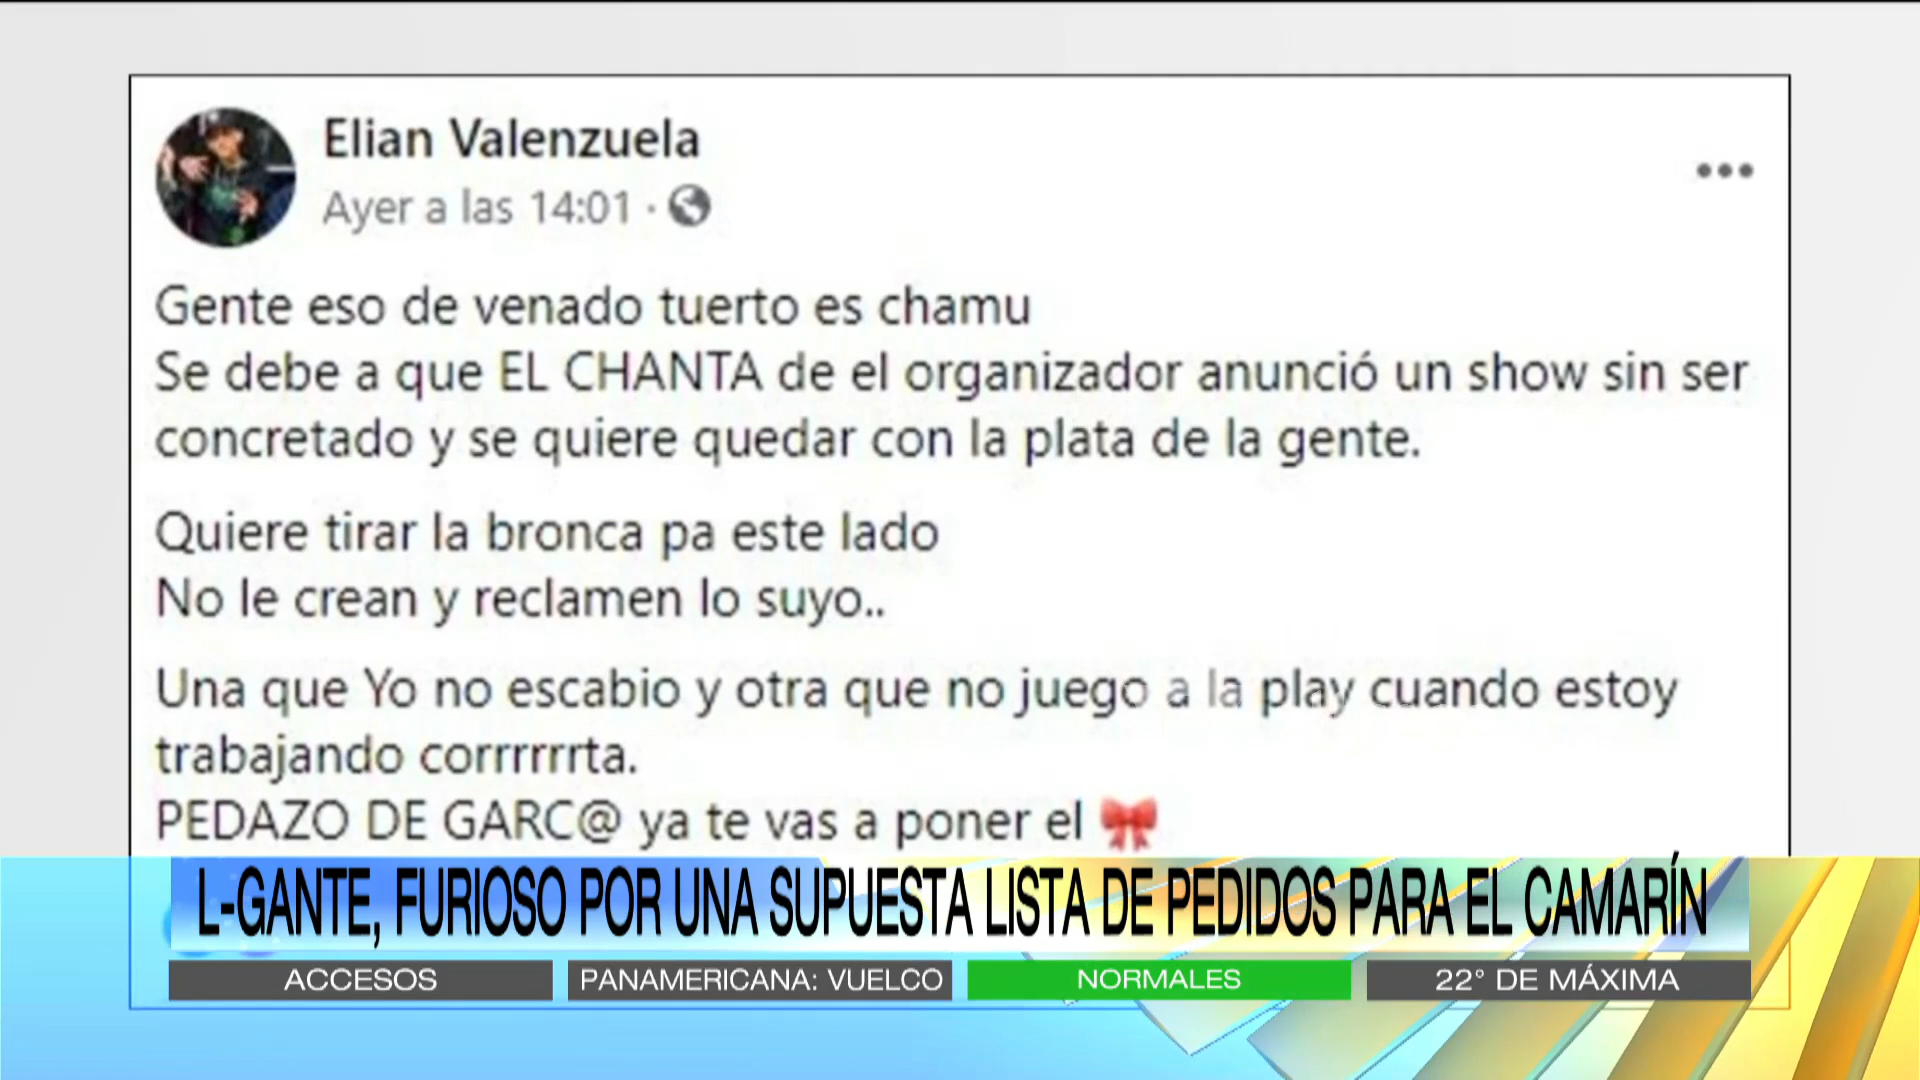 Elian Valenzuela
Ayer a las 14:01 ·
Gente eso de venado tuerto es chamu
Se debe a que EL CHANTA de el organizador anunció un show sin ser
concretado y se quiere quedar con la plata de la gente.
Quiere tirar la bronca pa este lado
No le crean y reclamen lo suyo..
Una que Yo no escabio y otra que no juego a la play cuando estoy
trabajando corrrrrrta.
PEDAZO DE GARC@ ya te vas a poner el 🎀
L-GANTE, FURIOSO POR UNA SUPUESTA LISTA DE PEDIDOS PARA EL CAMARÍN
ACCESOS
PANAMERICANA: VUELCO
NORMALES
22° DE MÁXIMA